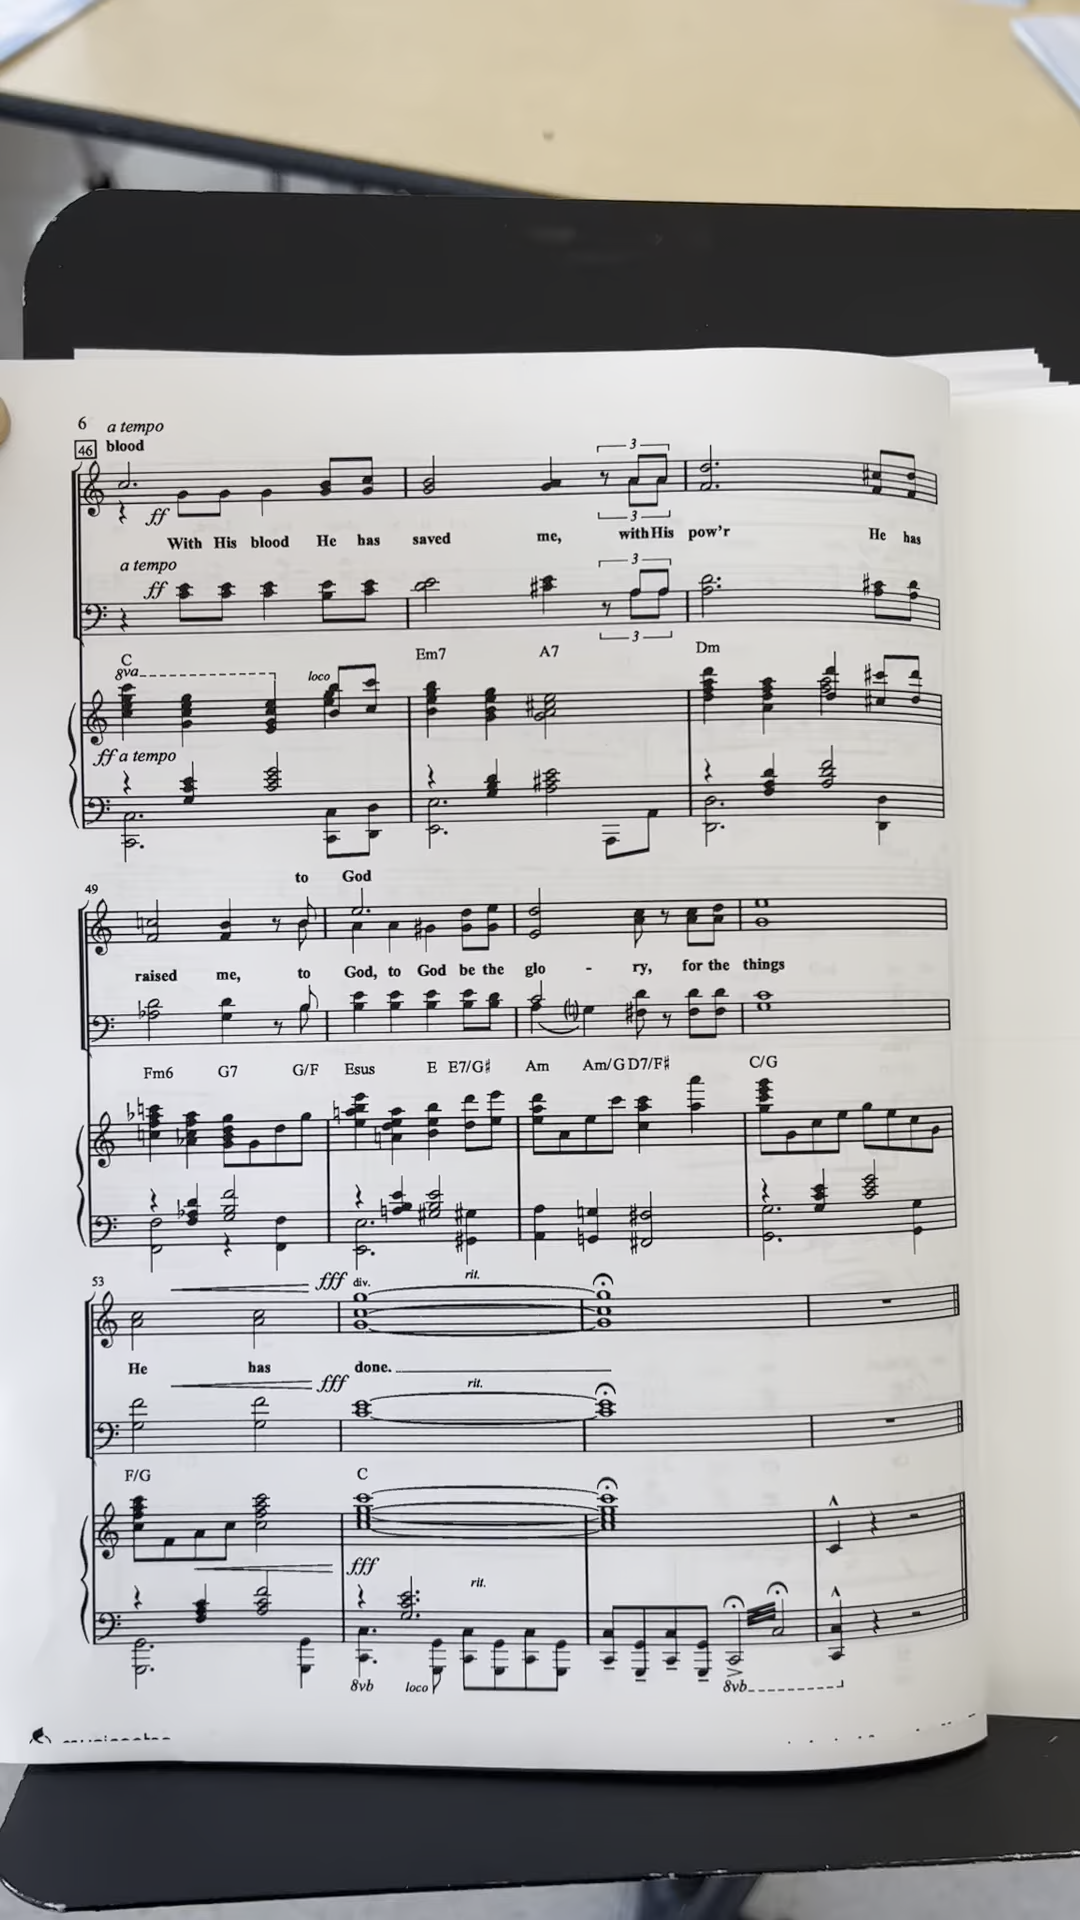 6 a tempo
46 blood
3
ff
3
With His blood He has saved me, with His pow'r He has
a tempo
3
ff
3
C Em7 A7 Dm
8va loco
ff a tempo
to God
49
raised me, to God, to God be the glo - ry, for the things
Fm6 G7 G/F Esus E E7/G♯ Am Am/G D7/F♯ C/G
53 fff div. rit.
He has done.
fff rit.
F/G C
fff
rit.
8vb loco 8vb